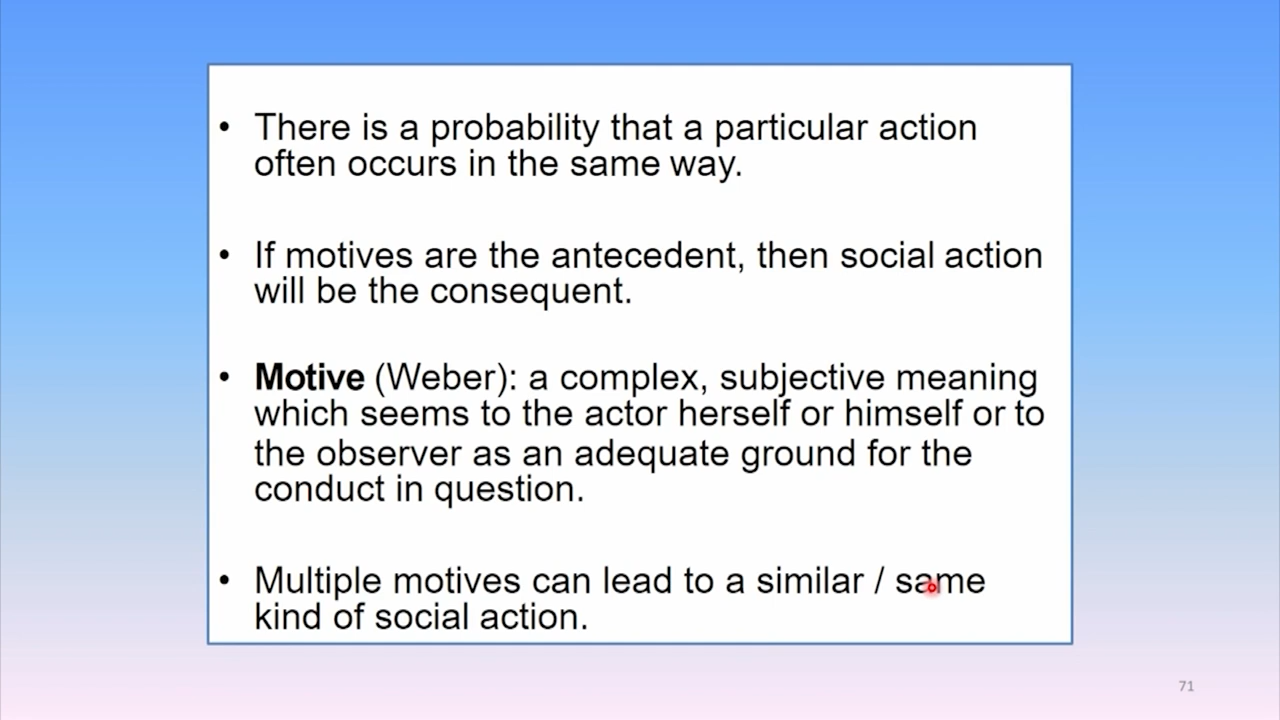 • There is a probability that a particular action
often occurs in the same way.
• If motives are the antecedent, then social action
will be the consequent.
• Motive (Weber): a complex, subjective meaning
which seems to the actor herself or himself or to
the observer as an adequate ground for the
conduct in question.
• Multiple motives can lead to a similar / same
kind of social action.
71